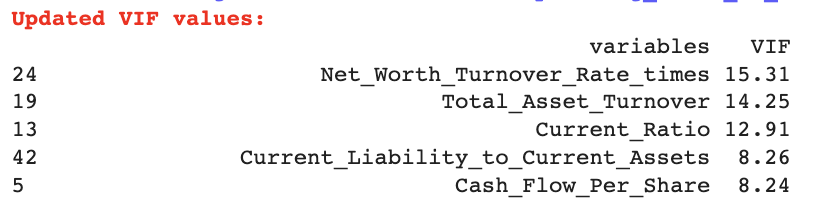 Updated VIF values:
variables VIF
24 Net_Worth_Turnover_Rate_times 15.31
19 Total_Asset_Turnover 14.25
13 Current_Ratio 12.91
42 Current_Liability_to_Current_Assets 8.26
5 Cash_Flow_Per_Share 8.24